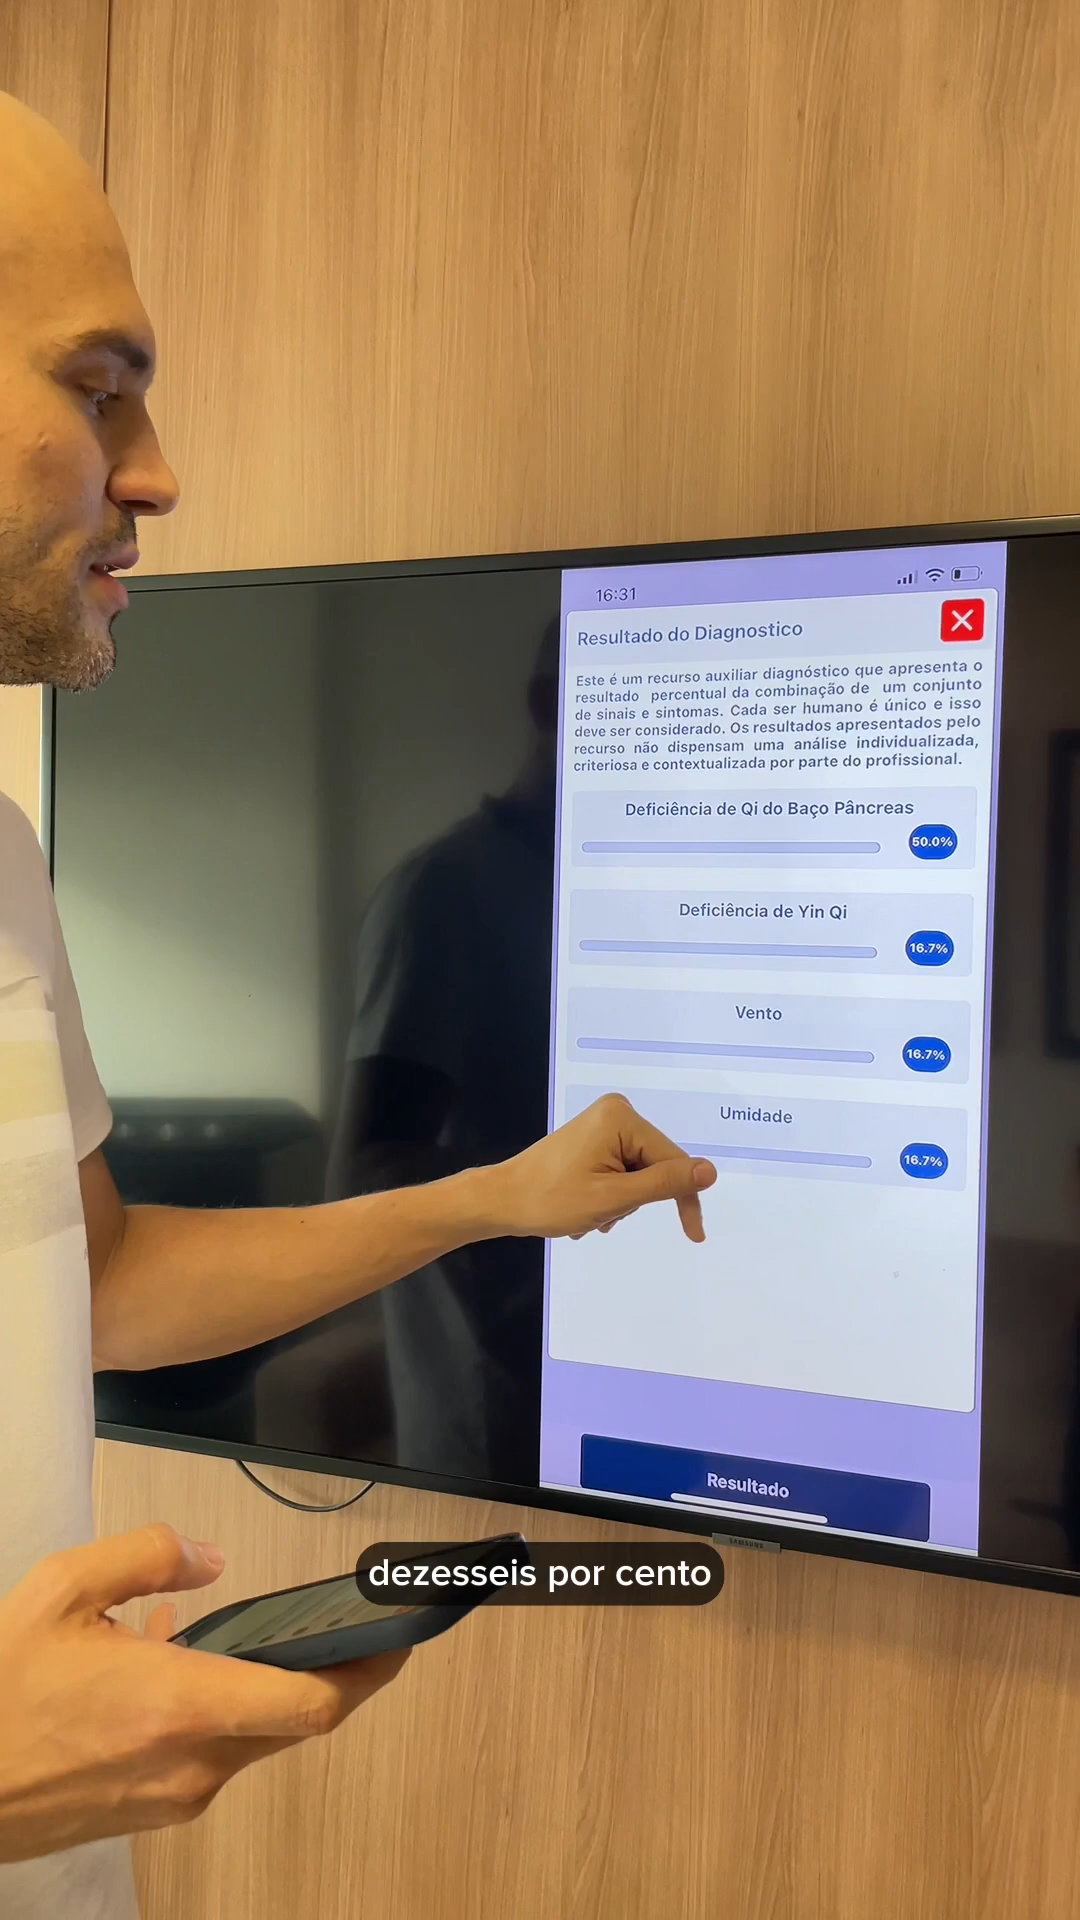 16:31
Resultado do Diagnostico
Este é um recurso auxiliar diagnóstico que apresenta o
resultado percentual da combinação de um conjunto
de sinais e sintomas. Cada ser humano é único e isso
deve ser considerado. Os resultados apresentados pelo
recurso não dispensam uma análise individualizada,
criteriosa e contextualizada por parte do profissional.
Deficiência de Qi do Baço Pâncreas
50.0%
Deficiência de Yin Qi
16.7%
Vento
16.7%
Umidade
16.7%
Resultado
SAMSUNG
dezesseis por cento